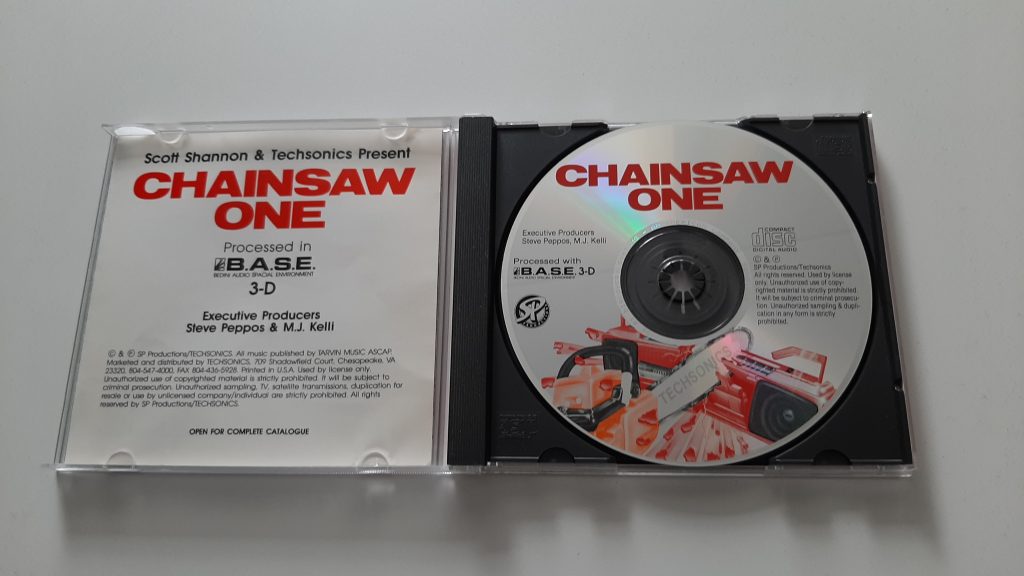 Scott Shannon & Techsonics Present
CHAINSAW
ONE
Processed in
B.A.S.E.
BEDINI AUDIO SPACIAL ENVIRONMENT
3-D
Executive Producers
Steve Peppos & M.J. Kelli
© & ℗ SP Productions/TECHSONICS. All music published by TARVIN MUSIC ASCAP.
Marketed and distributed by TECHSONICS, 709 Shadowfield Court, Chesapeake, VA
23320, 804-547-4000, FAX 804-436-5928. Printed in U.S.A. Used by license only.
Unauthorized use of copyrighted material is strictly prohibited. It will be subject to
criminal prosecution. Unauthorized sampling, TV, satellite transmissions, duplication for
resale or use by unlicensed company/individual are strictly prohibited. All rights
reserved by SP Productions/TECHSONICS.
OPEN FOR COMPLETE CATALOGUE
CHAINSAW
ONE
Executive Producers
Steve Peppos, M.J. Kelli
Processed with
B.A.S.E. 3-D
BEDINI AUDIO SPACIAL ENVIRONMENT
SP
COMPACT
disc
DIGITAL AUDIO
© & ℗
SP Productions/Techsonics
All rights reserved. Used by license
only. Unauthorized use of copy-
righted material is strictly prohibited.
It will be subject to criminal prosecu-
tion. Unauthorized sampling & dupli-
cation in any form is strictly
prohibited.
TECHSONICS